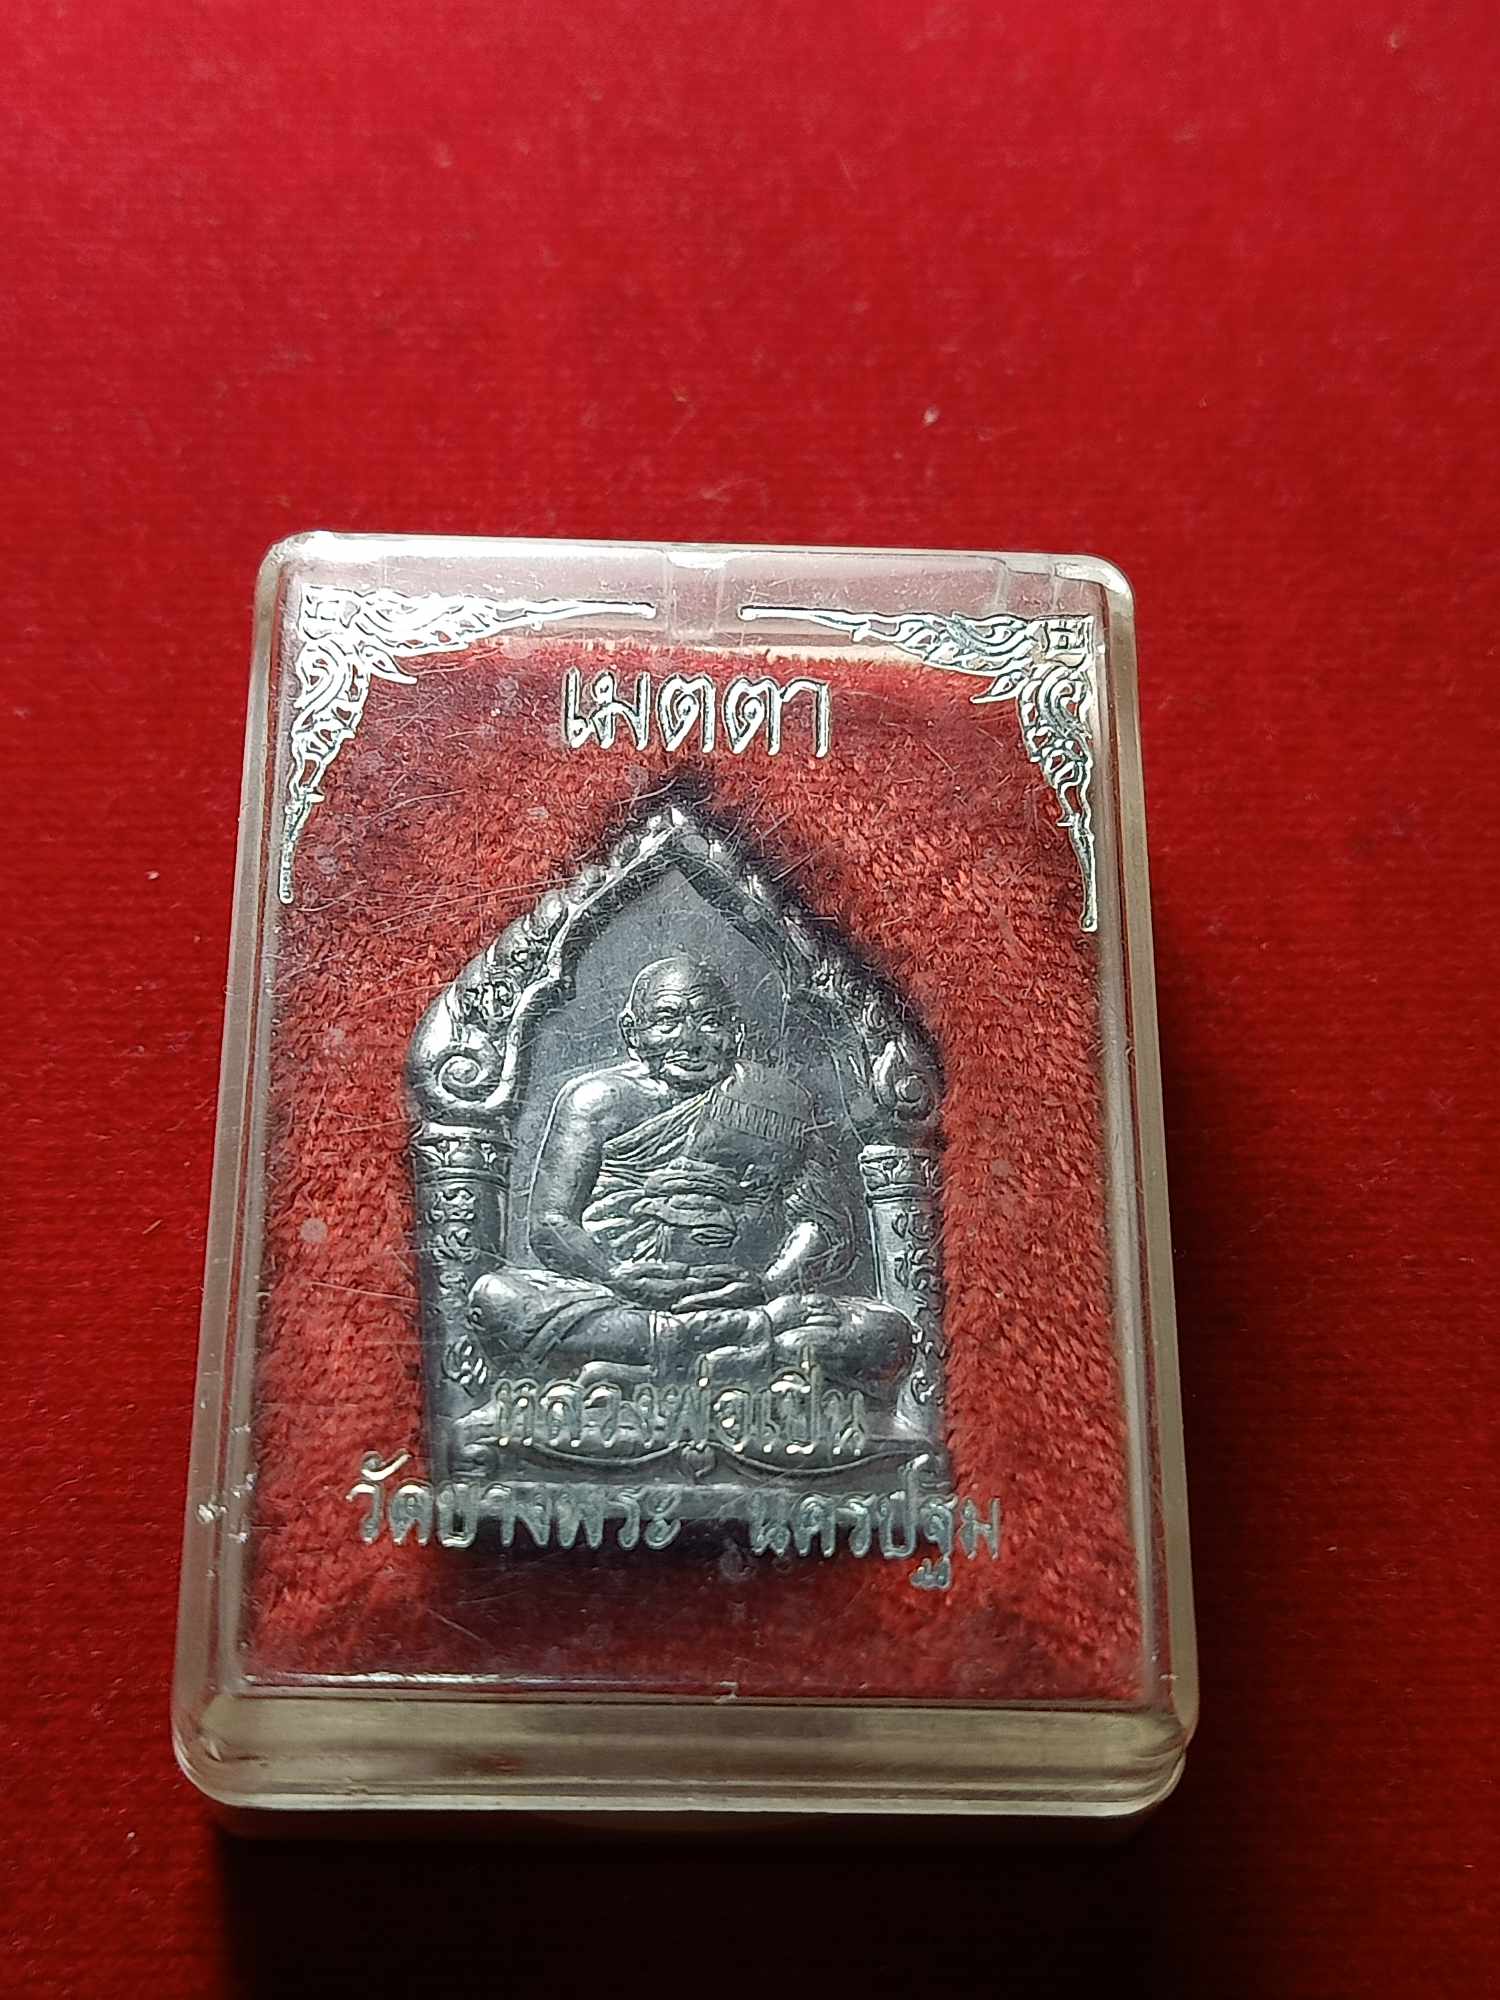 เมตตา
หลวงพ่อเปิ่น
วัดบางพระ นครปฐม